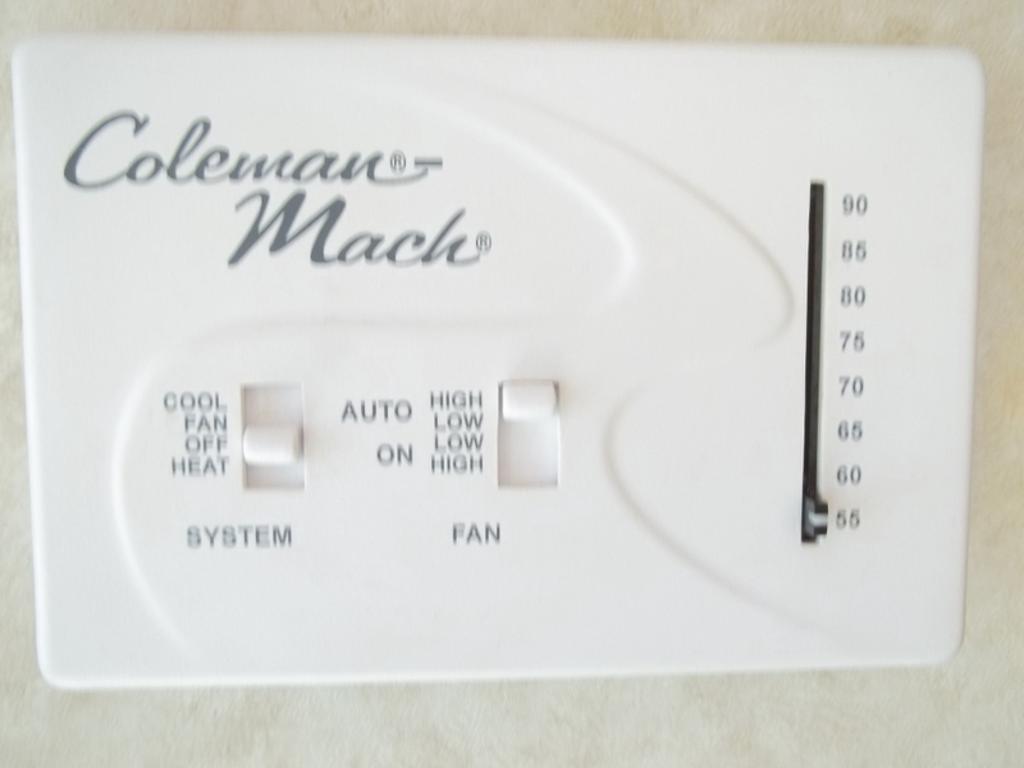 Coleman®-
Mach®
90
85
80
75
70
65
60
55
COOL
FAN
OFF
HEAT
SYSTEM
AUTO
ON
HIGH
LOW
LOW
HIGH
FAN